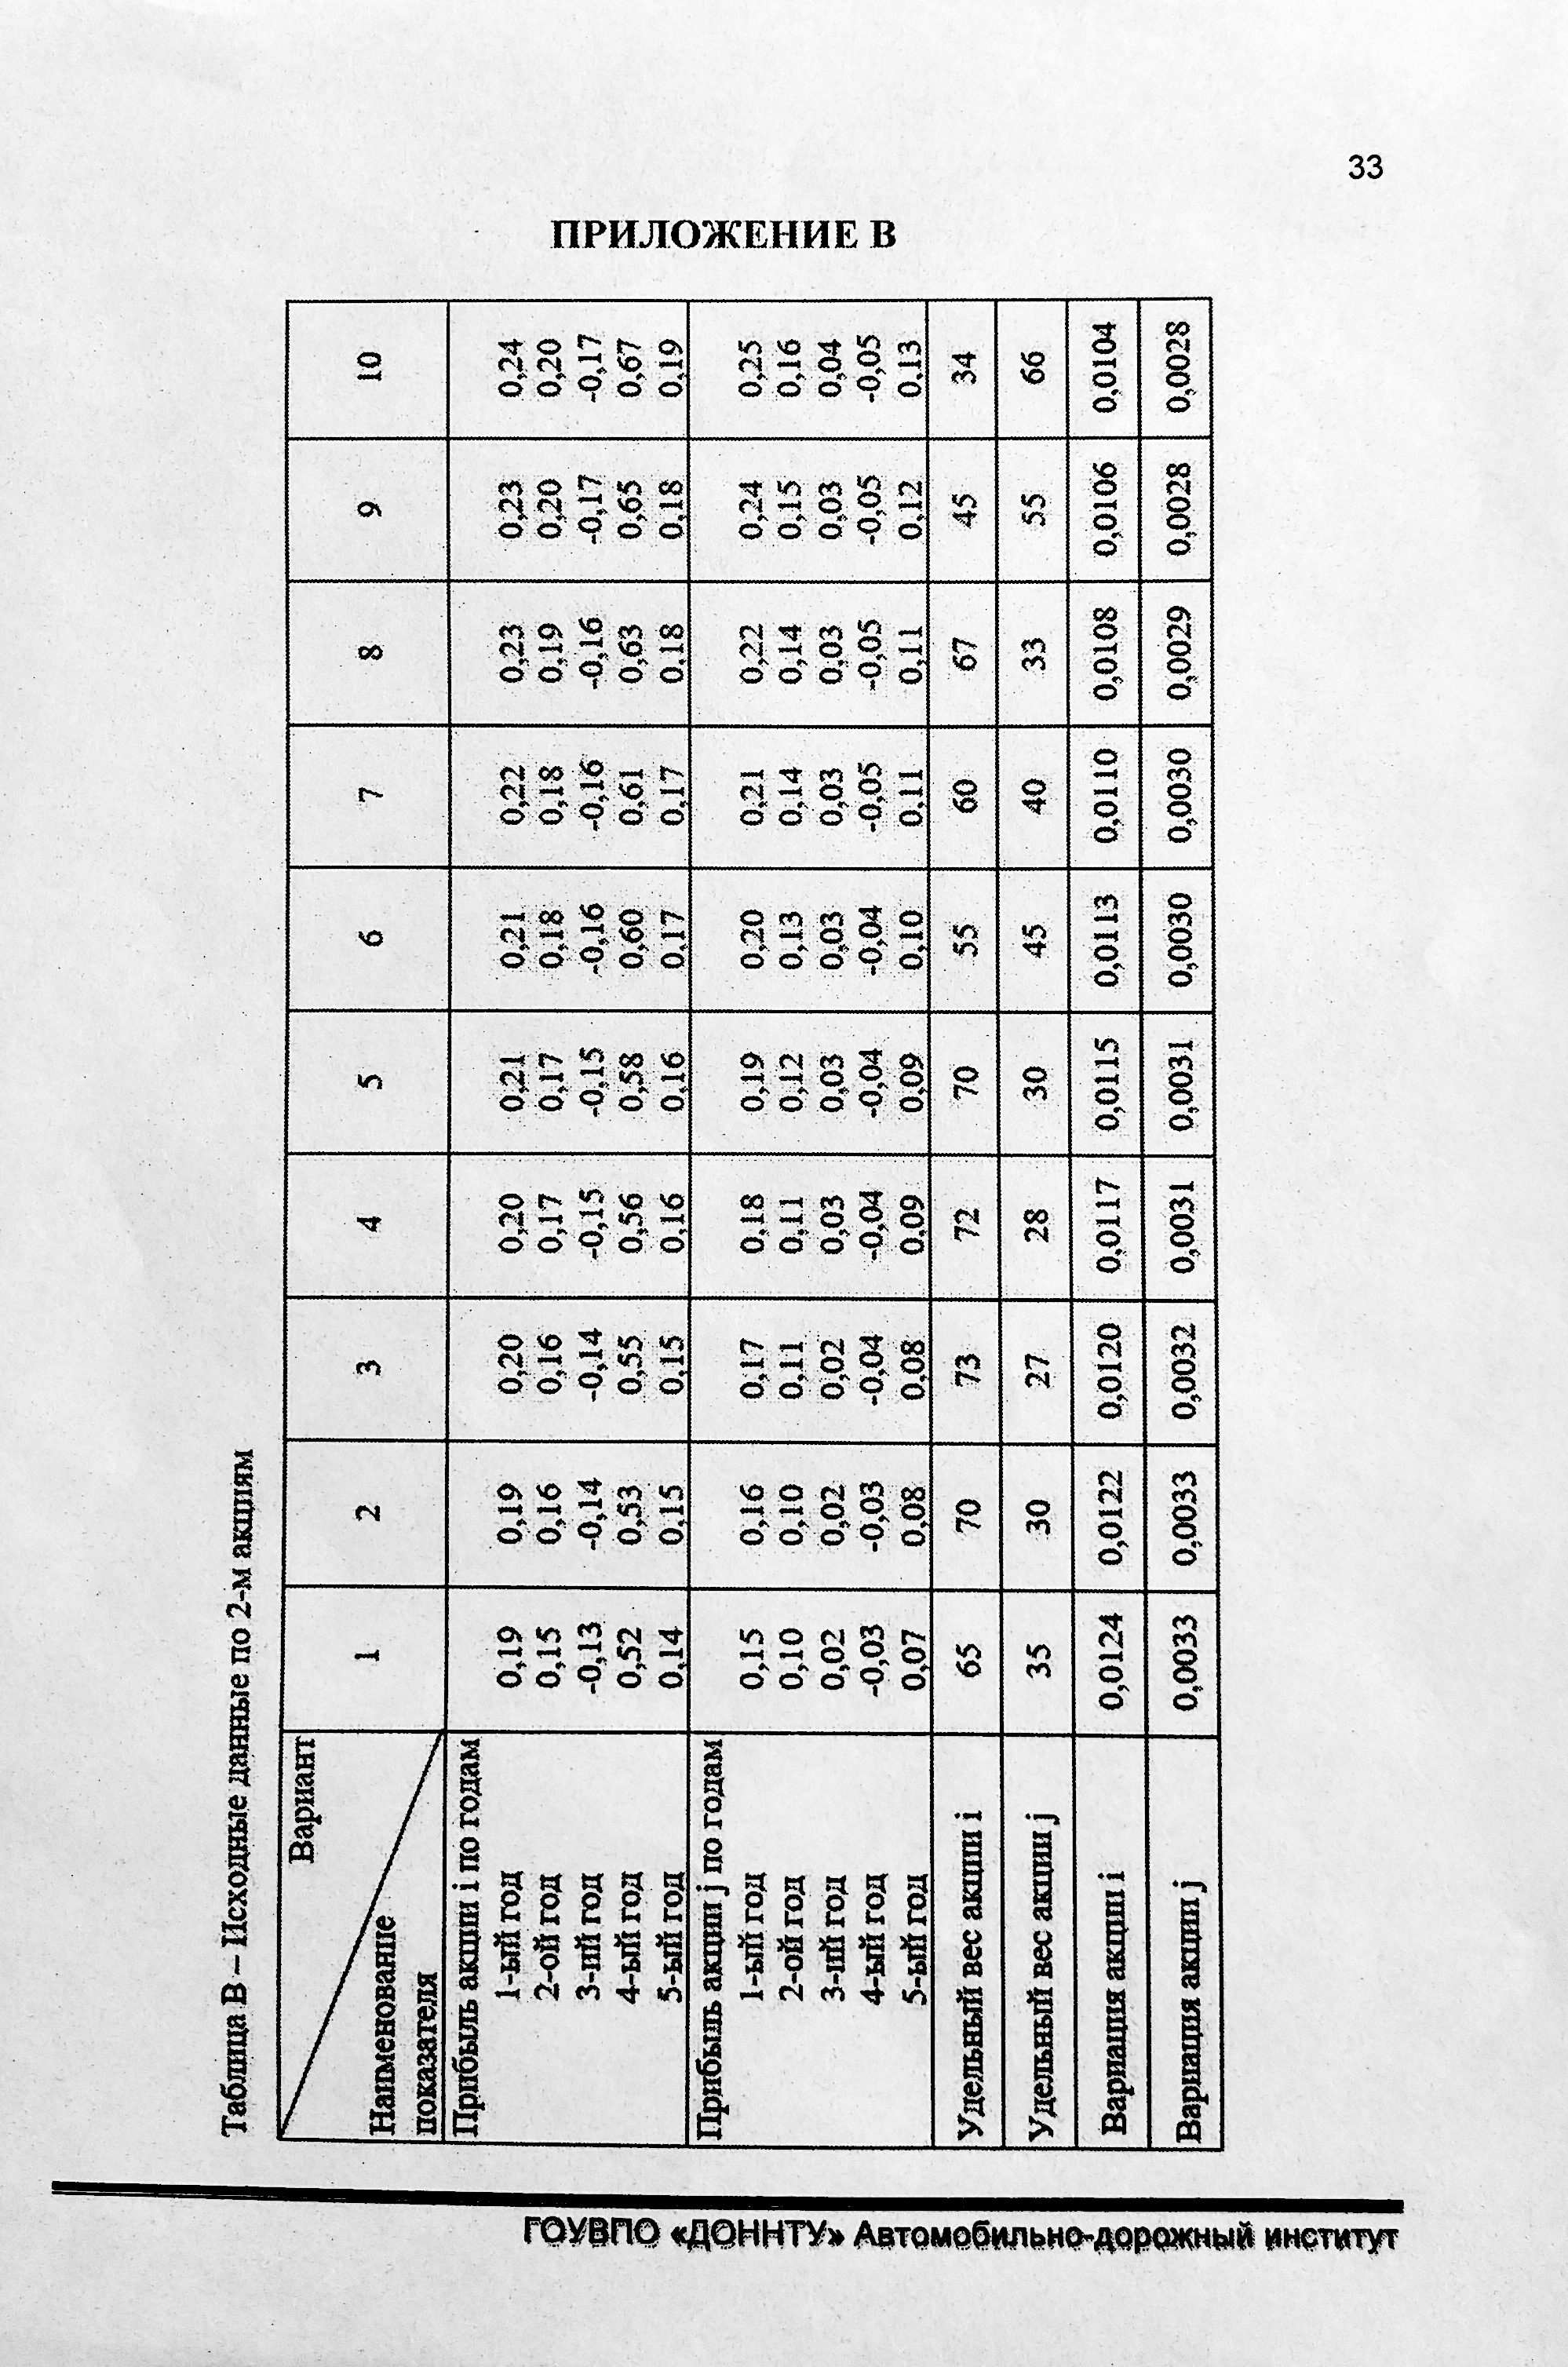 33
ПРИЛОЖЕНИЕ В
Таблица В – Исходные данные по 2-м акциям
Вариант 1 2 3 4 5 6 7 8 9 10
Наименование
показателя
Прибыль акции i по годам
1-ый год 0,19 0,19 0,20 0,20 0,21 0,21 0,22 0,23 0,23 0,24
2-ой год 0,15 0,16 0,16 0,17 0,17 0,18 0,18 0,19 0,20 0,20
3-ий год -0,13 -0,14 -0,14 -0,15 -0,15 -0,16 -0,16 -0,16 -0,17 -0,17
4-ый год 0,52 0,53 0,55 0,56 0,58 0,60 0,61 0,63 0,65 0,67
5-ый год 0,14 0,15 0,15 0,16 0,16 0,17 0,17 0,18 0,18 0,19
Прибыль акции j по годам
1-ый год 0,15 0,16 0,17 0,18 0,19 0,20 0,21 0,22 0,24 0,25
2-ой год 0,10 0,10 0,11 0,11 0,12 0,13 0,14 0,14 0,15 0,16
3-ий год 0,02 0,02 0,02 0,03 0,03 0,03 0,03 0,03 0,03 0,04
4-ый год -0,03 -0,03 -0,04 -0,04 -0,04 -0,04 -0,05 -0,05 -0,05 -0,05
5-ый год 0,07 0,08 0,08 0,09 0,09 0,10 0,11 0,11 0,12 0,13
Удельный вес акции i 65 70 73 72 70 55 60 67 45 34
Удельный вес акции j 35 30 27 28 30 45 40 33 55 66
Вариация акции i 0,0124 0,0122 0,0120 0,0117 0,0115 0,0113 0,0110 0,0108 0,0106 0,0104
Вариация акции j 0,0033 0,0033 0,0032 0,0031 0,0031 0,0030 0,0030 0,0029 0,0028 0,0028
ГОУВПО «ДОННТУ» Автомобильно-дорожный институт